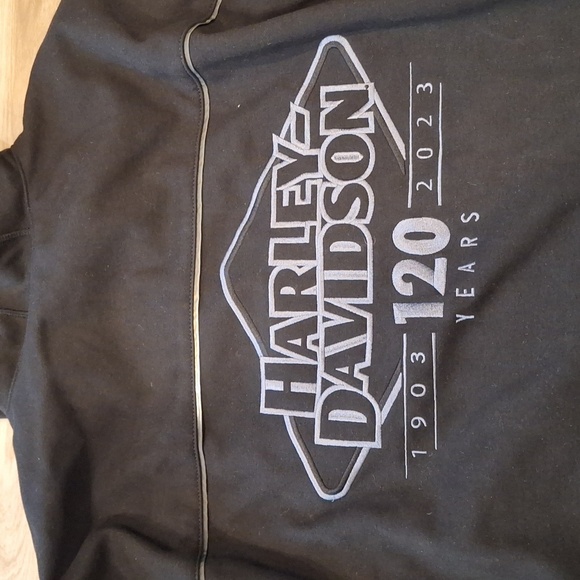 HARLEY-
DAVIDSON
1903 120 2023
YEARS